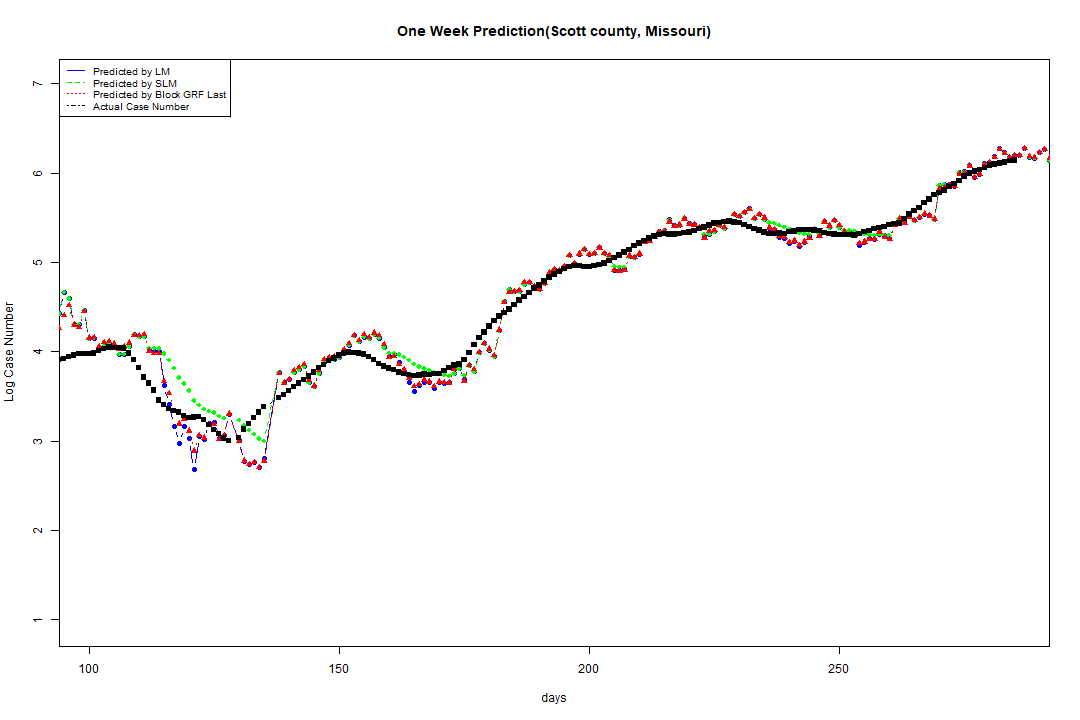 One Week Prediction(Scott county, Missouri)
Predicted by LM
Predicted by SLM
Predicted by Block GRF Last
Actual Case Number
7
6
5
4
3
2
1
Log Case Number
100 150 200 250
days